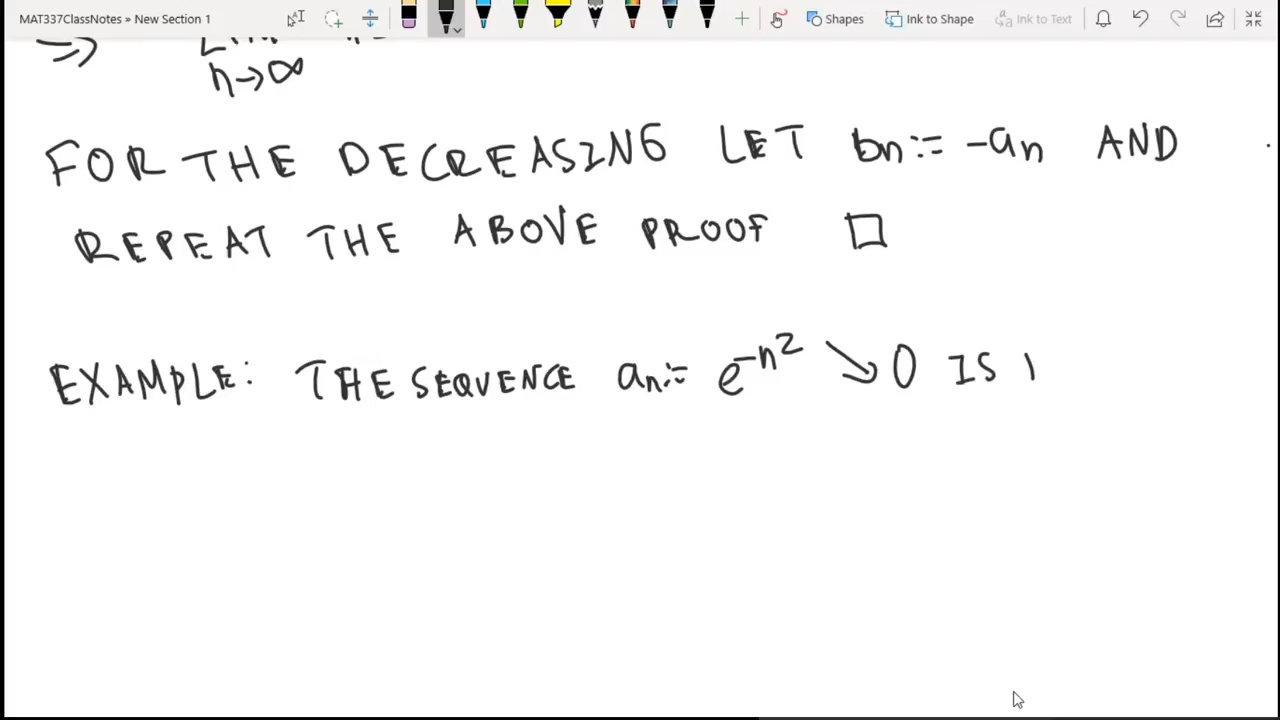 MAT337ClassNotes » New Section 1
Shapes
Ink to Shape
Ink to Text
n→∞
FOR THE DECREASING LET bn := -an AND
REPEAT THE ABOVE PROOF □
EXAMPLE: THE SEQUENCE an := e^-n^2 ↘ 0 IS